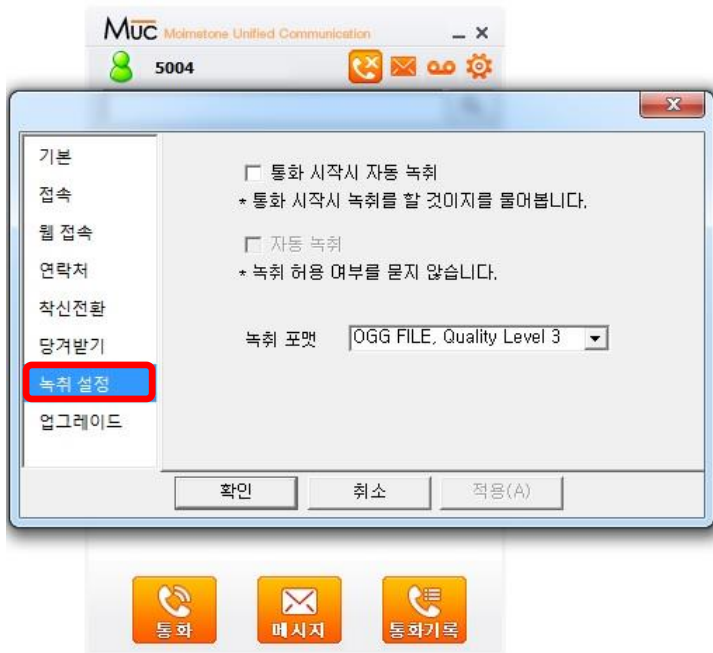 MUC Moimstone Unified Communication
5004
기본
접속
웹 접속
연락처
착신전환
당겨받기
녹취 설정
업그레이드
통화 시작시 자동 녹취
* 통화 시작시 녹취를 할 것이지를 물어봅니다.
자동 녹취
* 녹취 허용 여부를 묻지 않습니다.
녹취 포맷 OGG FILE, Quality Level 3
확인 취소 적용(A)
통화 메시지 통화기록